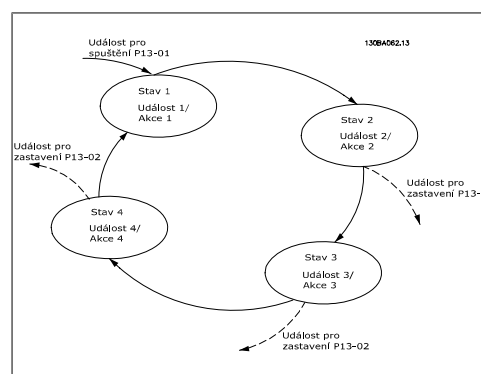 Událost pro
spuštění P13-01
130BA062.13
Stav 1
Událost 1/
Akce 1
Stav 2
Událost 2/
Akce 2
Událost pro
zastavení P13-02
Událost pro
zastavení P13-
Stav 4
Událost 4/
Akce 4
Stav 3
Událost 3/
Akce 3
Událost pro
zastavení P13-02